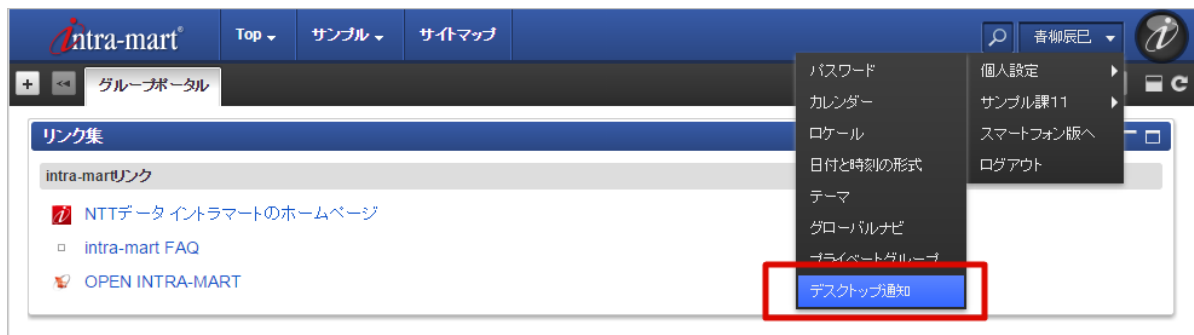 intra-mart® Top サンプル サイトマップ 青柳辰巳
グループポータル
パスワード 個人設定
カレンダー サンプル課11
ロケール スマートフォン版へ
日付と時刻の形式 ログアウト
テーマ
グローバルナビ
プライベートグループ
デスクトップ通知
リンク集
intra-martリンク
NTTデータ イントラマートのホームページ
intra-mart FAQ
OPEN INTRA-MART